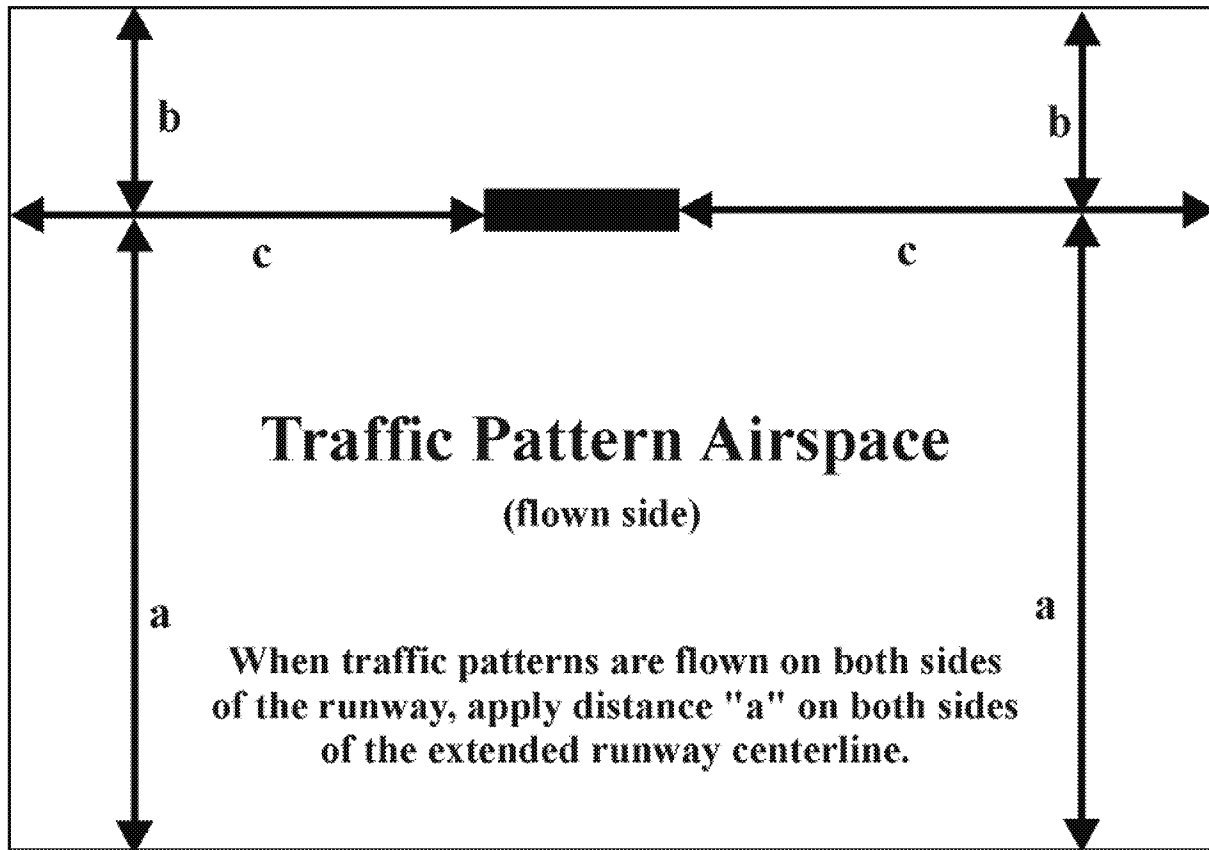 b
b
c
c
Traffic Pattern Airspace
(flown side)
a
a
When traffic patterns are flown on both sides
of the runway, apply distance "a" on both sides
of the extended runway centerline.